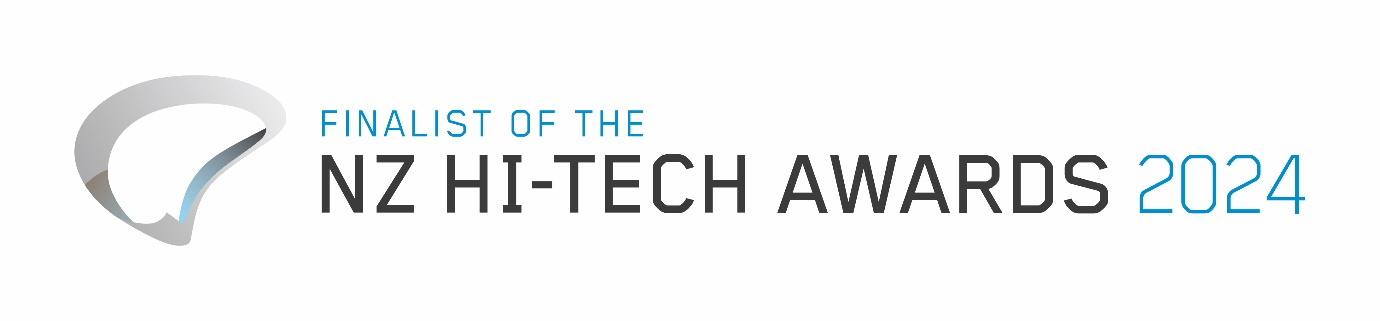 FINALIST OF THE
NZ HI-TECH AWARDS 2024